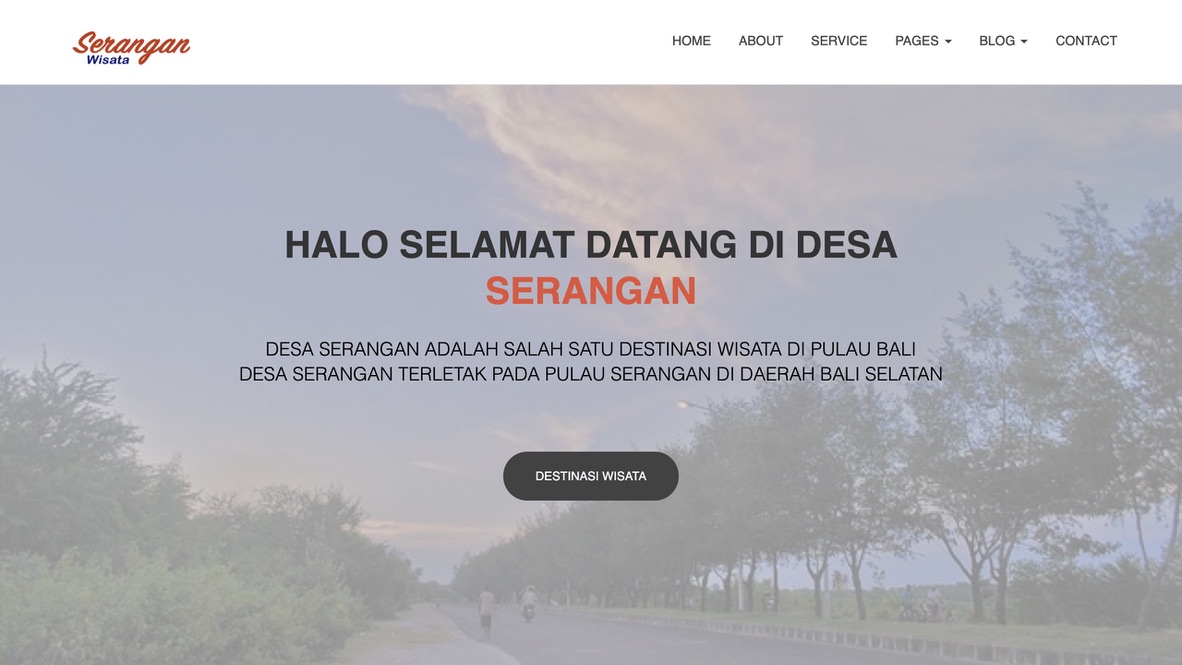 Serangan
Wisata
HOME ABOUT SERVICE PAGES BLOG CONTACT
HALO SELAMAT DATANG DI DESA
SERANGAN
DESA SERANGAN ADALAH SALAH SATU DESTINASI WISATA DI PULAU BALI
DESA SERANGAN TERLETAK PADA PULAU SERANGAN DI DAERAH BALI SELATAN
DESTINASI WISATA